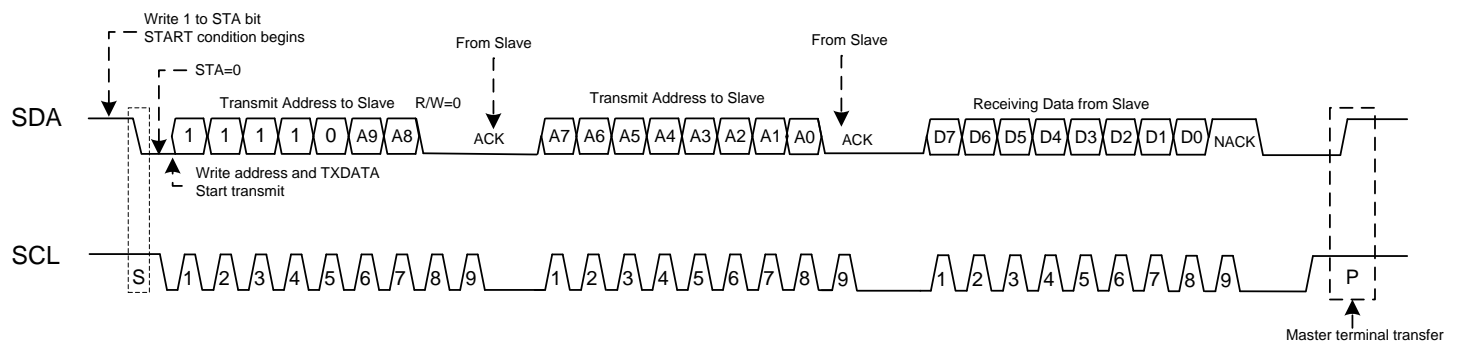 Write 1 to STA bit
START condition begins
From Slave
From Slave
STA=0
Transmit Address to Slave
R/W=0
Transmit Address to Slave
Receiving Data from Slave
SDA
1 1 1 1 0 A9 A8 ACK A7 A6 A5 A4 A3 A2 A1 A0 ACK D7 D6 D5 D4 D3 D2 D1 D0 NACK
Write address and TXDATA
Start transmit
SCL
S 1 2 3 4 5 6 7 8 9 1 2 3 4 5 6 7 8 9 1 2 3 4 5 6 7 8 9 P
Master terminal transfer